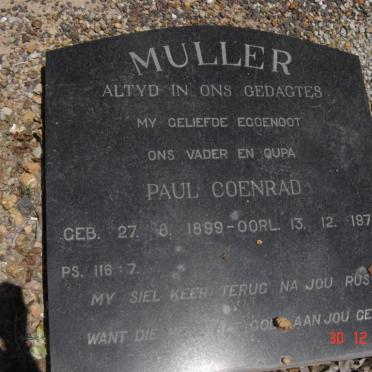 MULLER
ALTYD IN ONS GEDAGTES
MY GELIEFDE EGGENOOT
ONS VADER EN OUPA
PAUL COENRAD
GEB. 27. 8. 1899-OORL. 13. 12. 197
PS. 116:7.
MY SIEL KEER TERUG NA JOU RUS
WANT DIE AAN JOU GE
30 12